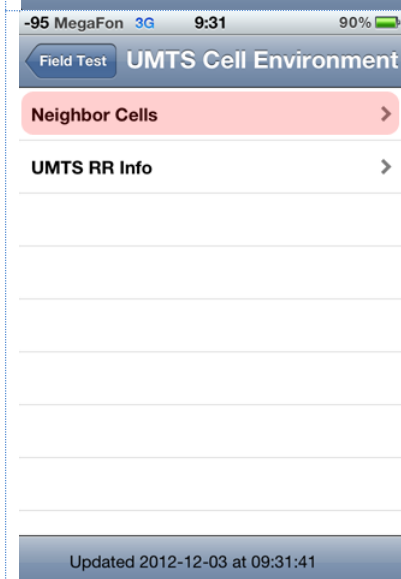 -95 MegaFon 3G 9:31 90%
Field Test UMTS Cell Environment
Neighbor Cells
UMTS RR Info
Updated 2012-12-03 at 09:31:41